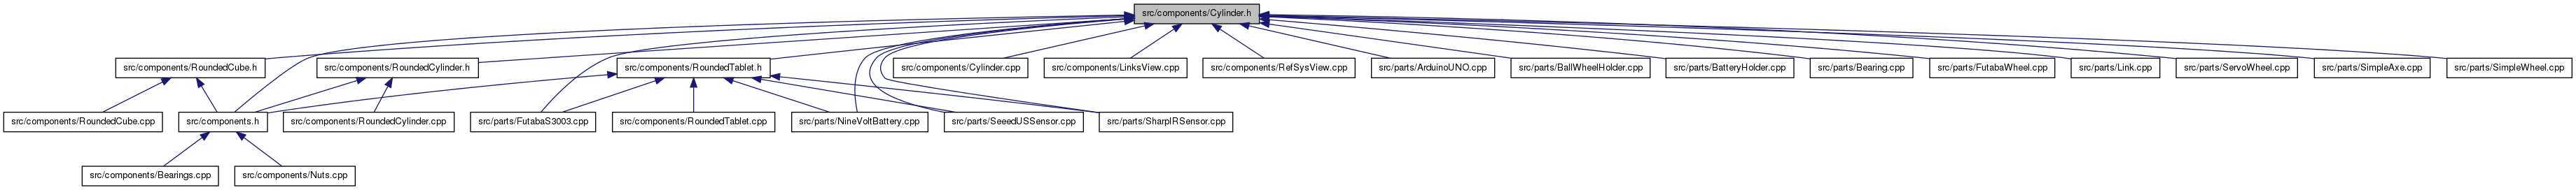 src/components/Cylinder.h
src/components/RoundedCube.h
src/components/RoundedCylinder.h
src/components/RoundedTablet.h
src/components/Cylinder.cpp
src/components/LinksView.cpp
src/components/RefSysView.cpp
src/parts/ArduinoUNO.cpp
src/parts/BallWheelHolder.cpp
src/parts/BatteryHolder.cpp
src/parts/Bearing.cpp
src/parts/FutabaWheel.cpp
src/parts/Link.cpp
src/parts/ServoWheel.cpp
src/parts/SimpleAxe.cpp
src/parts/SimpleWheel.cpp
src/components/RoundedCube.cpp
src/components.h
src/components/RoundedCylinder.cpp
src/parts/FutabaS3003.cpp
src/components/RoundedTablet.cpp
src/parts/NineVoltBattery.cpp
src/parts/SeeedUSSensor.cpp
src/parts/SharpIRSensor.cpp
src/components/Bearings.cpp
src/components/Nuts.cpp